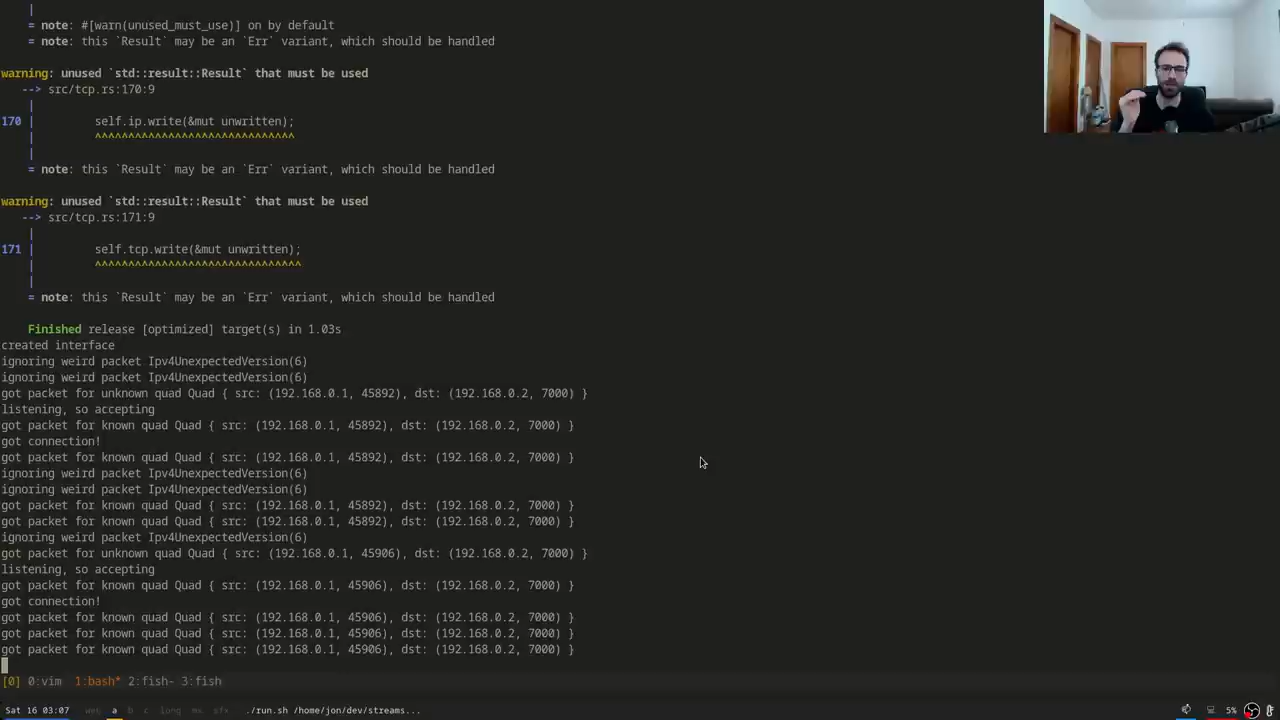 |
= note: #[warn(unused_must_use)] on by default
= note: this `Result` may be an `Err` variant, which should be handled
warning: unused `std::result::Result` that must be used
--> src/tcp.rs:170:9
|
170 |         self.ip.write(&mut unwritten);
|         ^^^^^^^^^^^^^^^^^^^^^^^^^^^^^^
|
= note: this `Result` may be an `Err` variant, which should be handled
warning: unused `std::result::Result` that must be used
--> src/tcp.rs:171:9
|
171 |         self.tcp.write(&mut unwritten);
|         ^^^^^^^^^^^^^^^^^^^^^^^^^^^^^^^
|
= note: this `Result` may be an `Err` variant, which should be handled
Finished release [optimized] target(s) in 1.03s
created interface
ignoring weird packet Ipv4UnexpectedVersion(6)
ignoring weird packet Ipv4UnexpectedVersion(6)
got packet for unknown quad Quad { src: (192.168.0.1, 45892), dst: (192.168.0.2, 7000) }
listening, so accepting
got packet for known quad Quad { src: (192.168.0.1, 45892), dst: (192.168.0.2, 7000) }
got connection!
got packet for known quad Quad { src: (192.168.0.1, 45892), dst: (192.168.0.2, 7000) }
ignoring weird packet Ipv4UnexpectedVersion(6)
ignoring weird packet Ipv4UnexpectedVersion(6)
got packet for known quad Quad { src: (192.168.0.1, 45892), dst: (192.168.0.2, 7000) }
got packet for known quad Quad { src: (192.168.0.1, 45892), dst: (192.168.0.2, 7000) }
ignoring weird packet Ipv4UnexpectedVersion(6)
got packet for unknown quad Quad { src: (192.168.0.1, 45906), dst: (192.168.0.2, 7000) }
listening, so accepting
got packet for known quad Quad { src: (192.168.0.1, 45906), dst: (192.168.0.2, 7000) }
got connection!
got packet for known quad Quad { src: (192.168.0.1, 45906), dst: (192.168.0.2, 7000) }
got packet for known quad Quad { src: (192.168.0.1, 45906), dst: (192.168.0.2, 7000) }
got packet for known quad Quad { src: (192.168.0.1, 45906), dst: (192.168.0.2, 7000) }
[0] 0:vim  1:bash* 2:fish- 3:fish
Sat 16 03:07 a b c long ./run.sh /home/jon/dev/streams... 5%